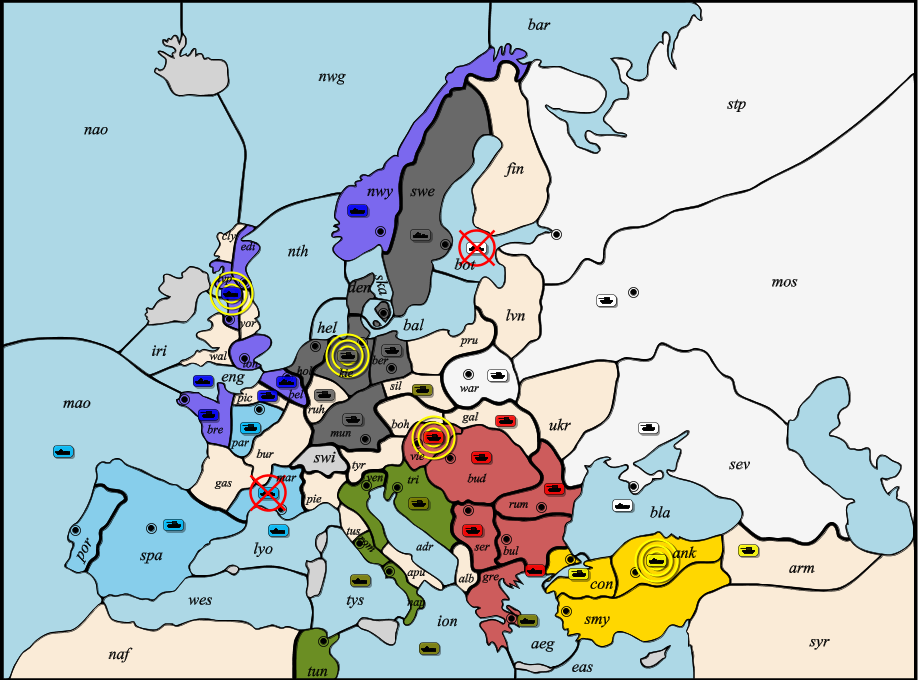 bar
nwg
stp
nao
fin
nwy
swe
cly
edi
nth
bot
mos
den
ska
lvn
iri
yor
hel
bal
pru
wal
hol
kie
ber
war
eng
lon
sil
mao
pic
bel
ruh
bre
boh
gal
ukr
par
mun
bur
vie
swi
tyr
sev
gas
mar
ven
tri
bud
pie
rum
bla
por
spa
lyo
tus
rom
adr
ser
bul
ank
apu
alb
gre
con
arm
wes
tys
nap
ion
smy
aeg
syr
naf
tun
eas